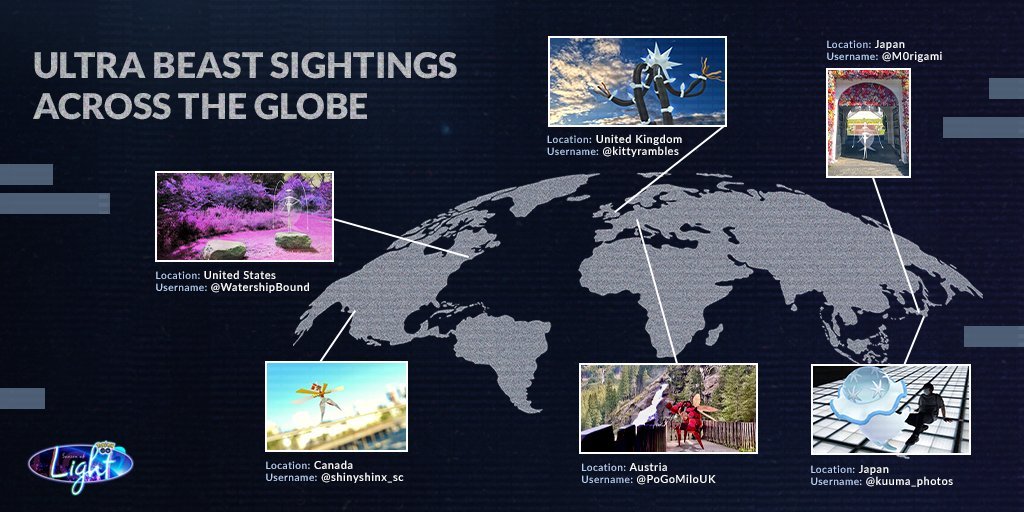 ULTRA BEAST SIGHTINGS
ACROSS THE GLOBE
Location: United Kingdom
Username: @kittyrambles
Location: Japan
Username: @M0rigami
Location: United States
Username: @WatershipBound
Location: Canada
Username: @shinyshinx_sc
Location: Austria
Username: @PoGoMiloUK
Location: Japan
Username: @kuuma_photos
Season of
Light